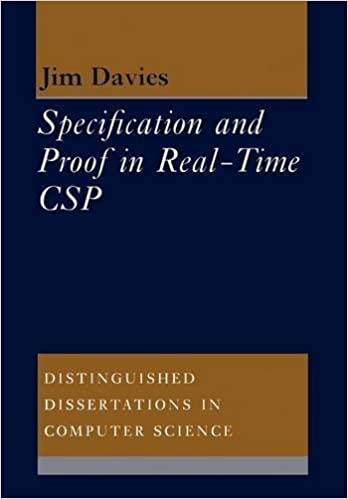 Jim Davies
Specification and
Proof in Real-Time
CSP
DISTINGUISHED
DISSERTATIONS IN
COMPUTER SCIENCE